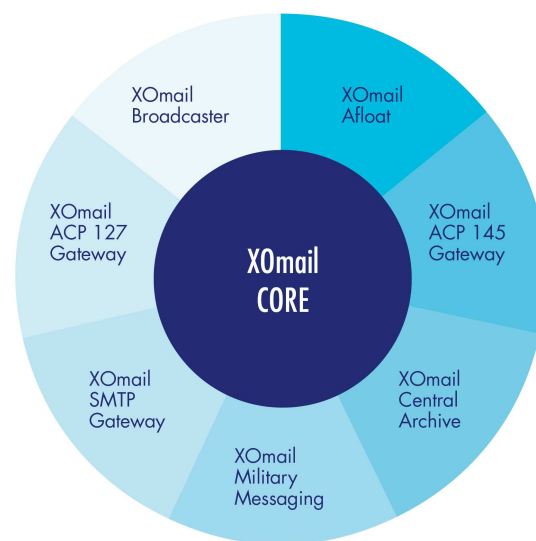 XOmail
Broadcaster
XOmail
Afloat
XOmail
ACP 127
Gateway
XOmail
ACP 145
Gateway
XOmail
CORE
XOmail
SMTP
Gateway
XOmail
Central
Archive
XOmail
Military
Messaging